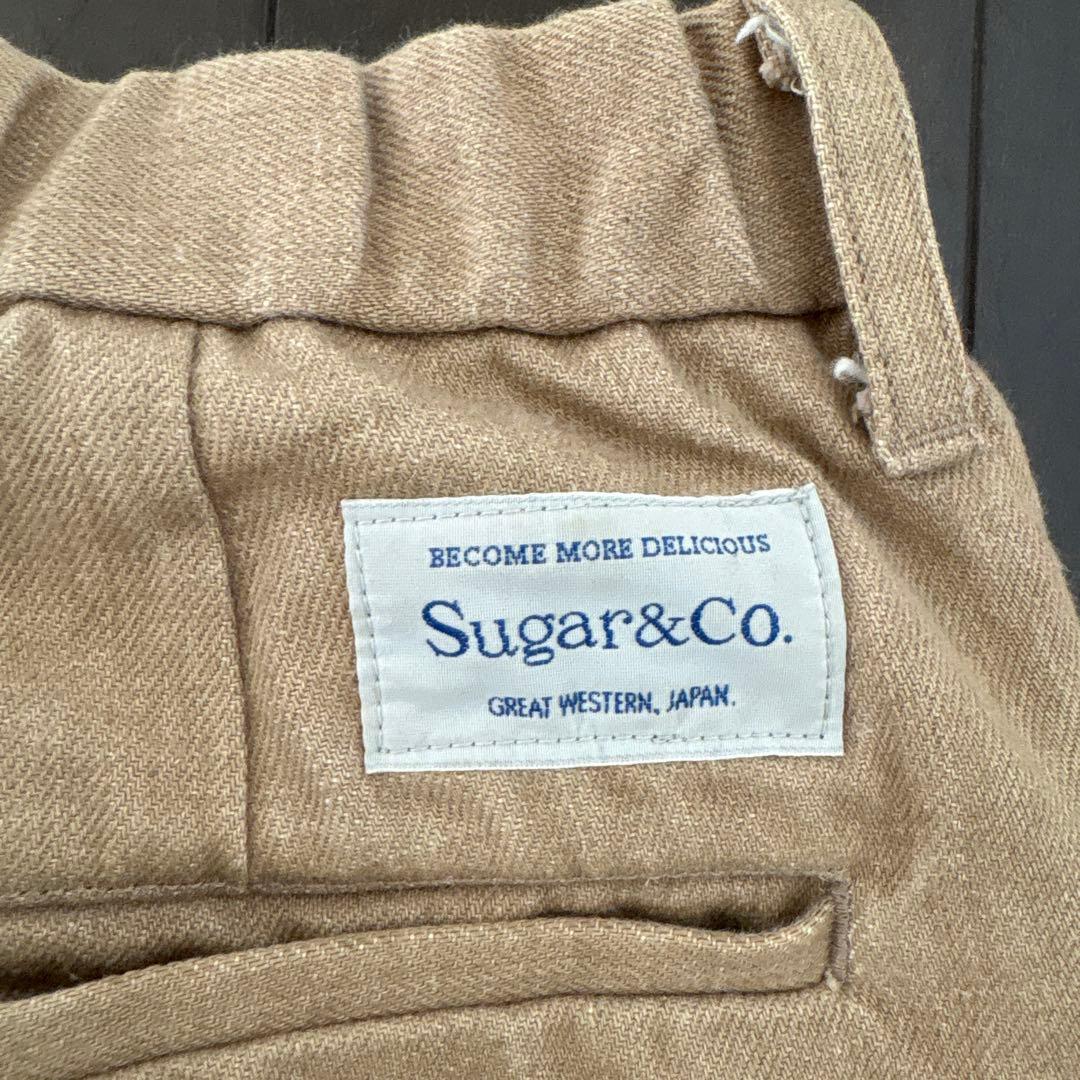 BECOME MORE DELICIOUS
Sugar&Co.
GREAT WESTERN, JAPAN.